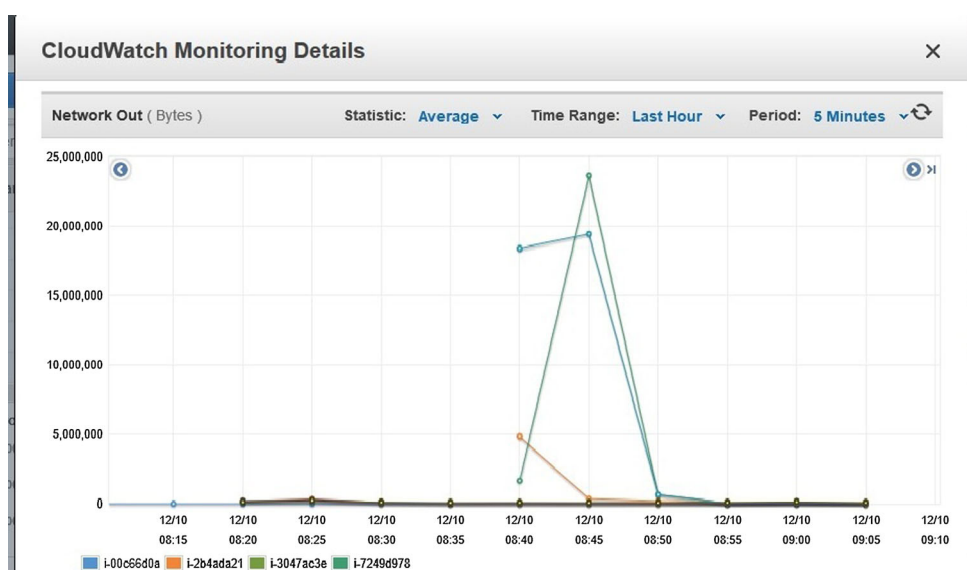 CloudWatch Monitoring Details
Network Out ( Bytes ) Statistic: Average Time Range: Last Hour Period: 5 Minutes
25,000,000
20,000,000
15,000,000
10,000,000
5,000,000
0
12/10 12/10 12/10 12/10 12/10 12/10 12/10 12/10 12/10 12/10 12/10 12/10
08:15 08:20 08:25 08:30 08:35 08:40 08:45 08:50 08:55 09:00 09:05 09:10
i-00c66d0a i-2b4ada21 i-3047ac3e i-7249d978